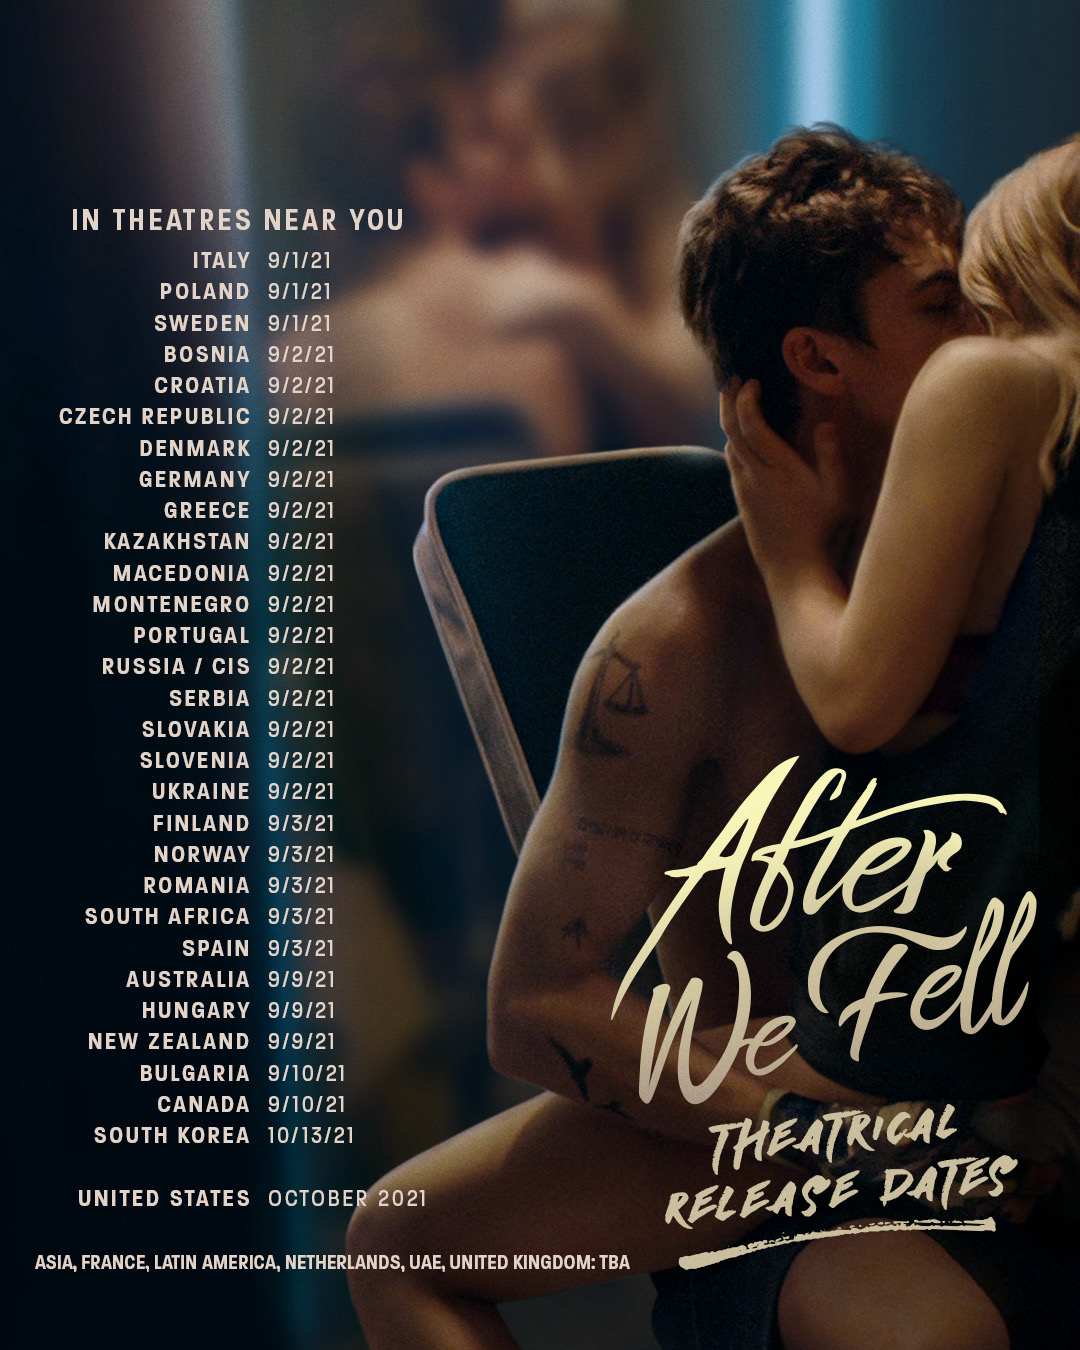 IN THEATRES NEAR YOU
ITALY 9/1/21
POLAND 9/1/21
SWEDEN 9/1/21
BOSNIA 9/2/21
CROATIA 9/2/21
CZECH REPUBLIC 9/2/21
DENMARK 9/2/21
GERMANY 9/2/21
GREECE 9/2/21
KAZAKHSTAN 9/2/21
MACEDONIA 9/2/21
MONTENEGRO 9/2/21
PORTUGAL 9/2/21
RUSSIA / CIS 9/2/21
SERBIA 9/2/21
SLOVAKIA 9/2/21
SLOVENIA 9/2/21
UKRAINE 9/2/21
FINLAND 9/3/21
NORWAY 9/3/21
ROMANIA 9/3/21
SOUTH AFRICA 9/3/21
SPAIN 9/3/21
AUSTRALIA 9/9/21
HUNGARY 9/9/21
NEW ZEALAND 9/9/21
BULGARIA 9/10/21
CANADA 9/10/21
SOUTH KOREA 10/13/21
UNITED STATES OCTOBER 2021
ASIA, FRANCE, LATIN AMERICA, NETHERLANDS, UAE, UNITED KINGDOM: TBA
After
We Fell
THEATRICAL
RELEASE DATES